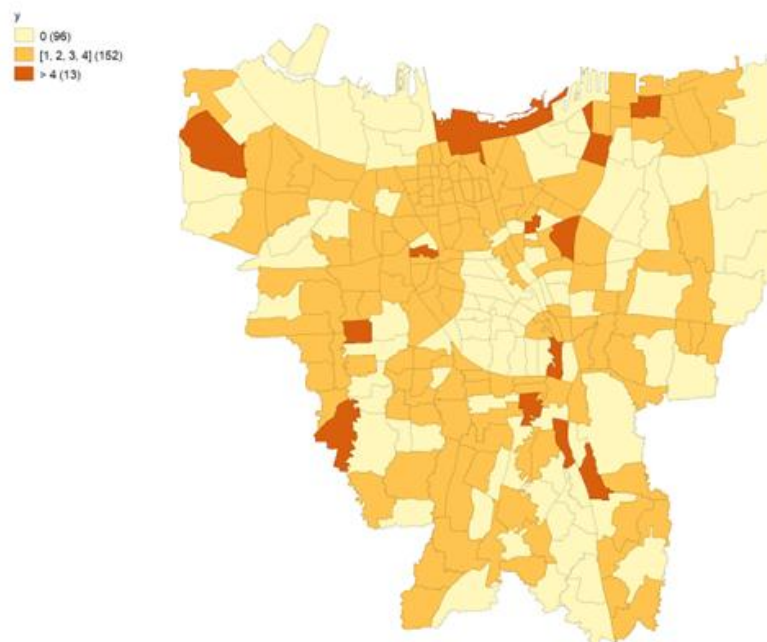 y
0 (96)
[1, 2, 3, 4] (152)
> 4 (13)